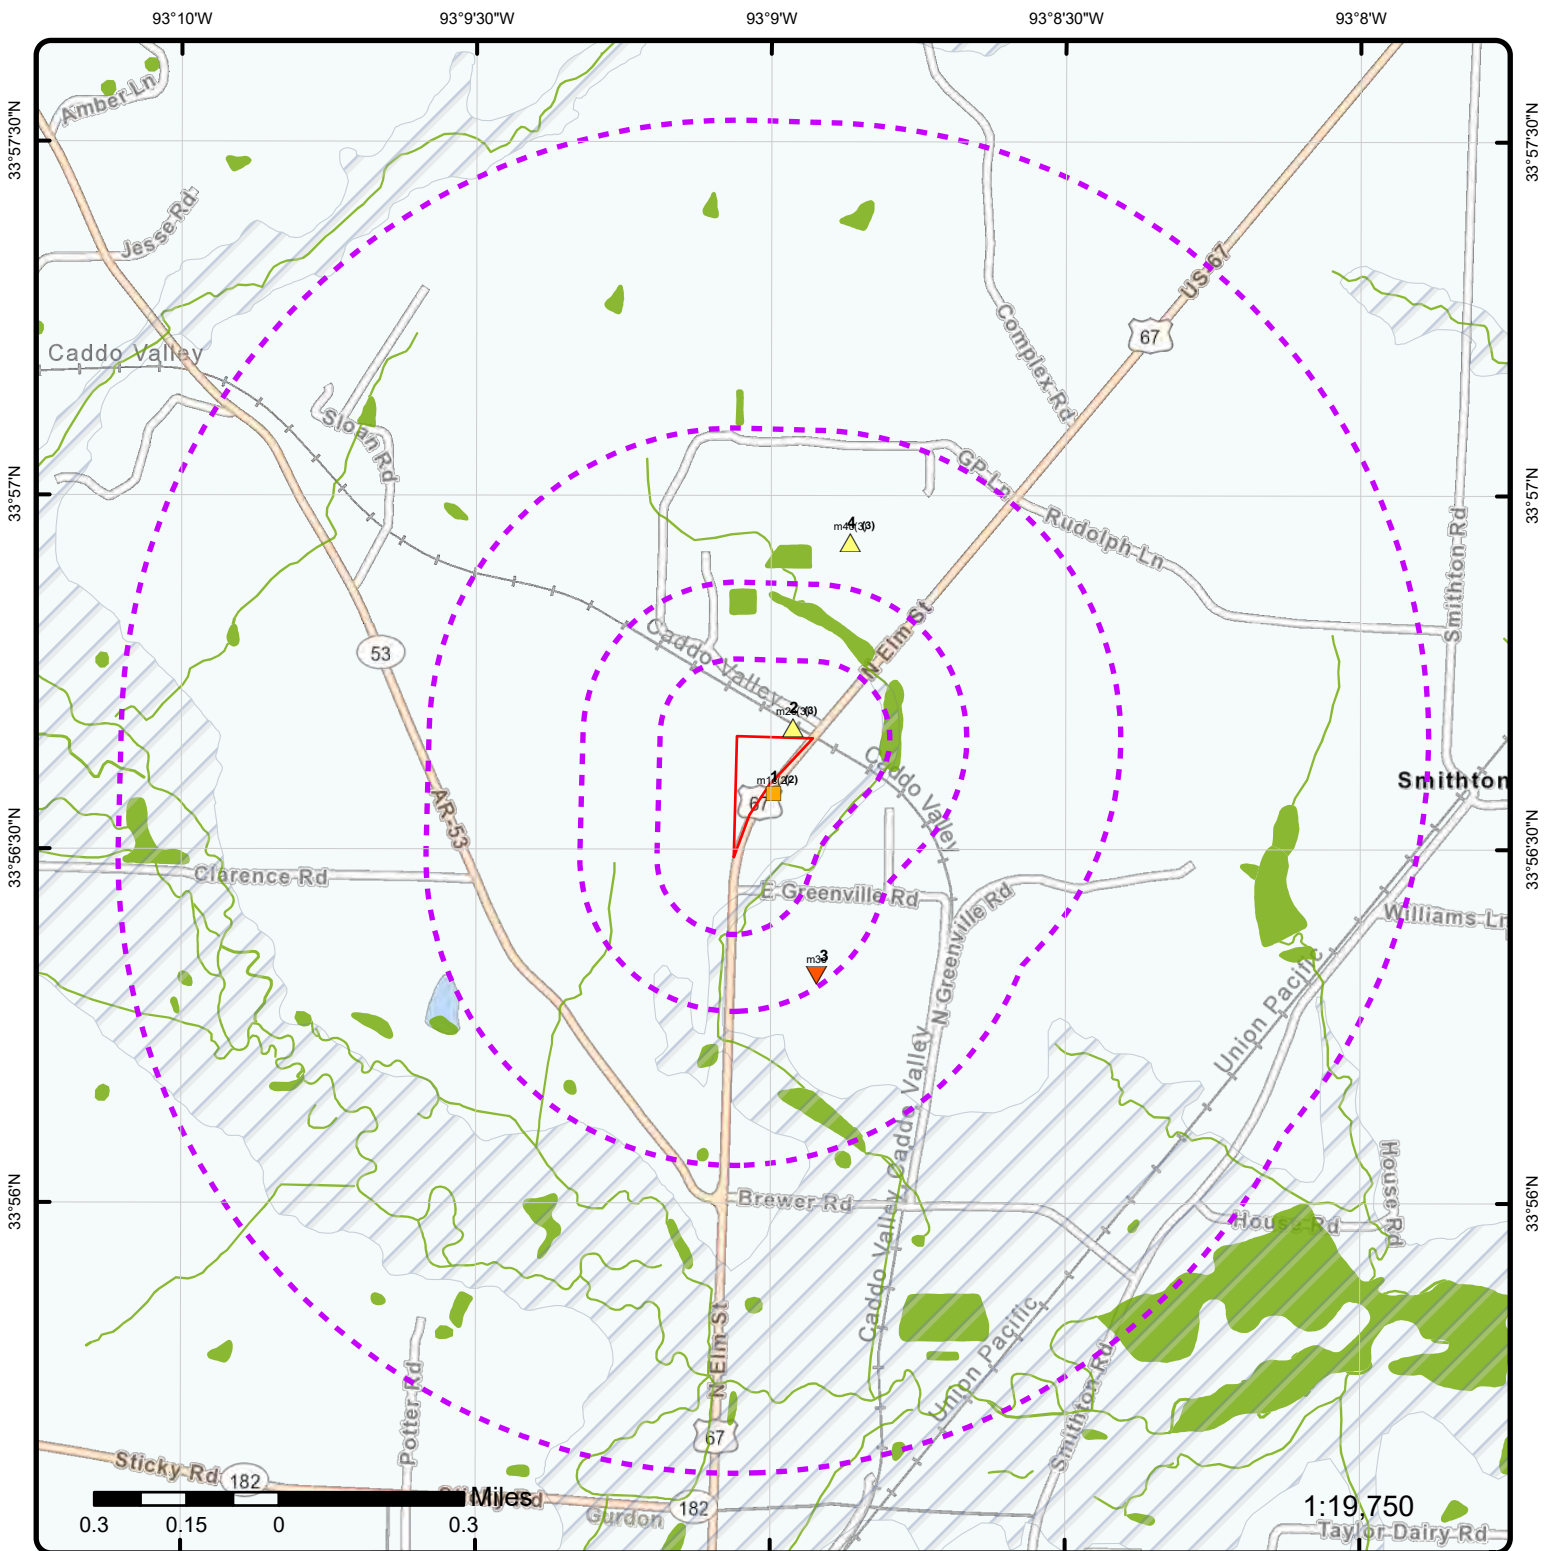 93°10'W
93°9'30"W
93°9'W
93°8'30"W
93°8'W
33°57'30"N
33°57'30"N
Amber Ln
Jesse Rd
US 67
67
Complex Rd
Caddo Valley
Sloan Rd
GP Ln
Rudolph Ln
33°57'N
33°57'N
4
(3)
Smithton Rd
N Elm St
Caddo Valley
53
2
(3)
Caddo Valley
Smithton
1
(2)
67
AR-53
33°56'30"N
33°56'30"N
Clarence Rd
E Greenville Rd
N Greenville Rd
Williams Ln
3
Union Pacific
Caddo Valley
Caddo Valley
Brewer Rd
House Rd
House Rd
33°56'N
33°56'N
Caddo Valley
Union Pacific
N Elm St
Potter Rd
Smithton Rd
67
Sticky Rd
182
Miles
182
Gurdon
0.3
0.15
0
0.3
1:19,750
Taylor Dairy Rd